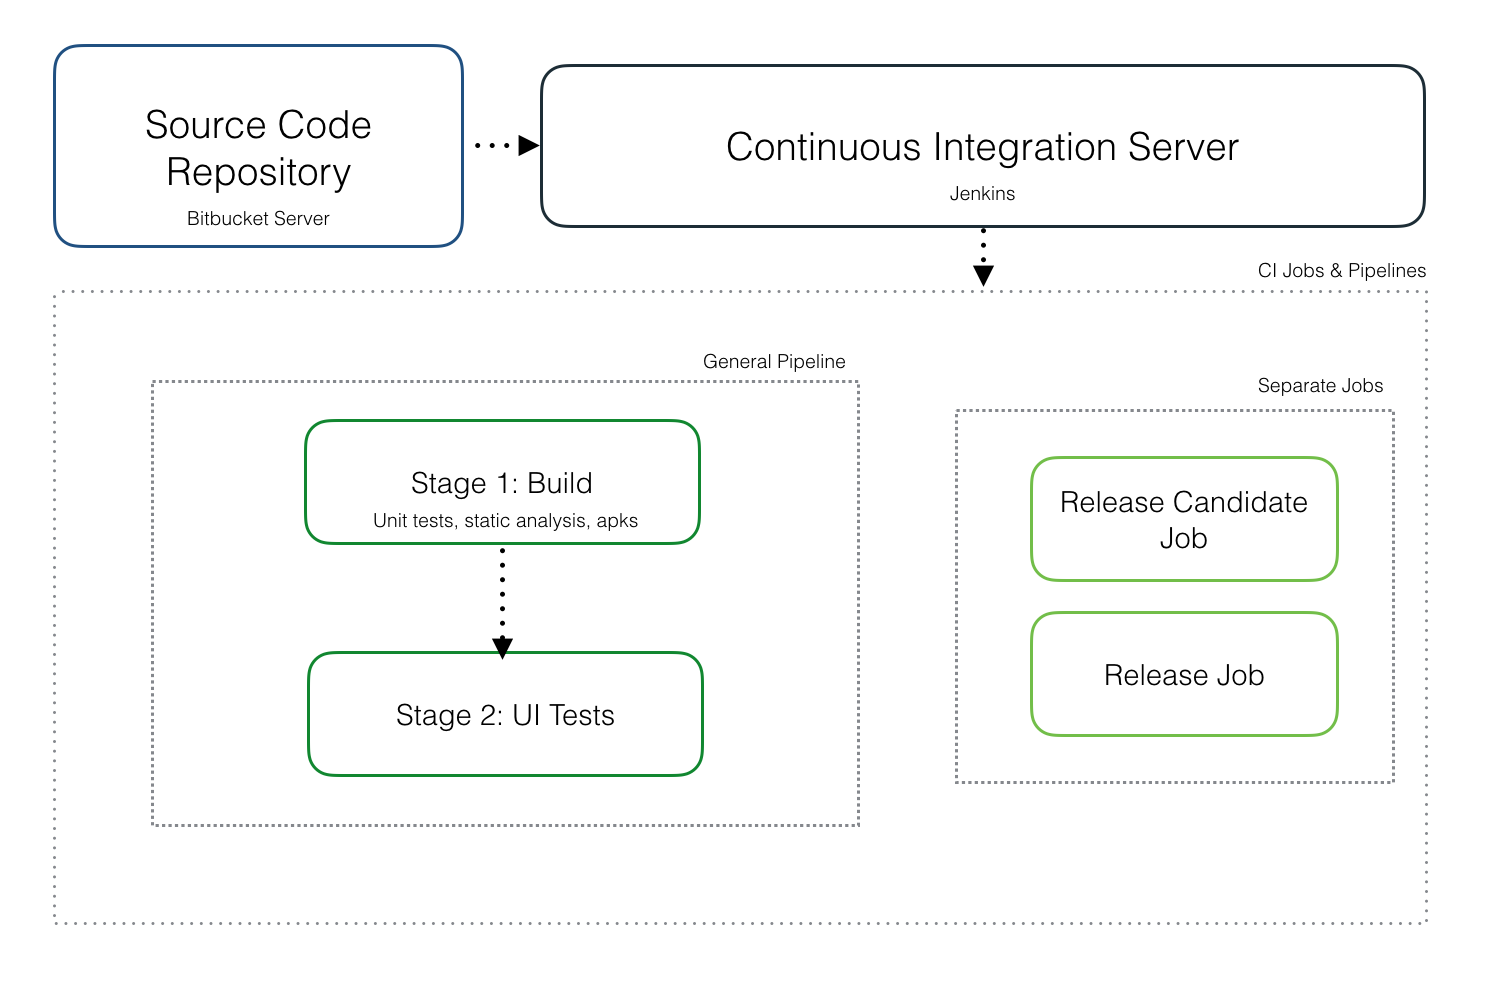 Source Code
Repository
Bitbucket Server
Continuous Integration Server
Jenkins
CI Jobs & Pipelines
General Pipeline
Stage 1: Build
Unit tests, static analysis, apks
Stage 2: UI Tests
Separate Jobs
Release Candidate
Job
Release Job